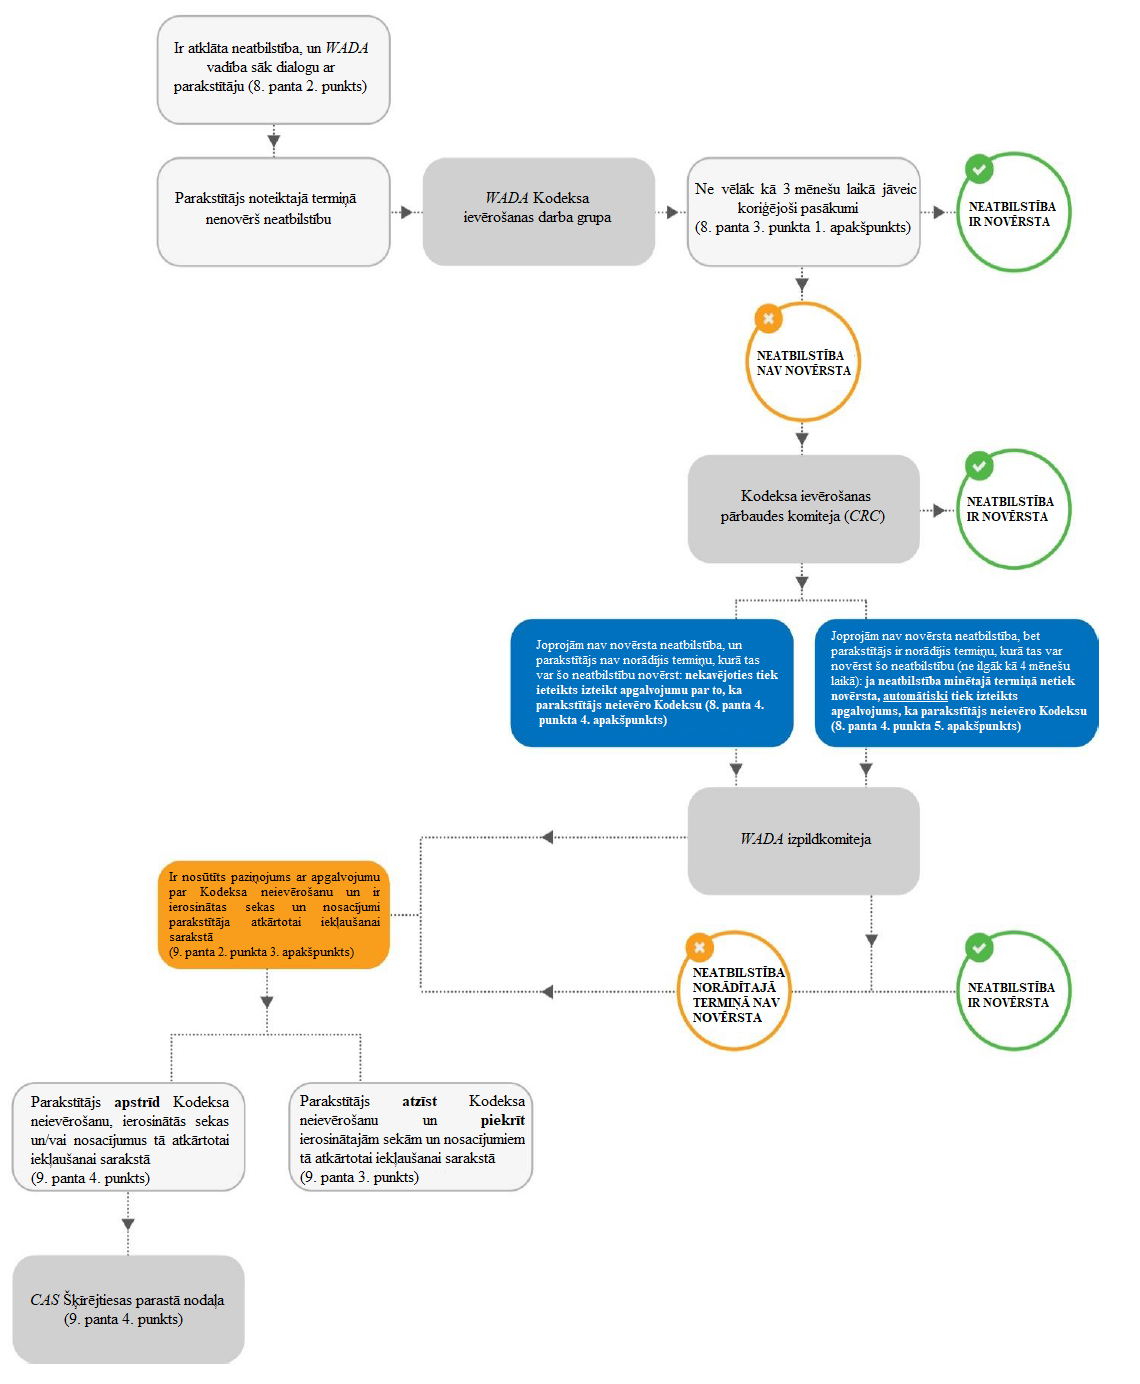 Ir atklāta neatbilstība, un WADA
vadība sāk dialogu ar
parakstītāju (8. panta 2. punkts)
Parakstītājs noteiktajā termiņā
nenovērš neatbilstību
WADA Kodeksa
ievērošanas darba grupa
Ne vēlāk kā 3 mēnešu laikā jāveic
koriģējoši pasākumi
(8. panta 3. punkta 1. apakšpunkts)
NEATBILSTĪBA
IR NOVĒRSTA
NEATBILSTĪBA
NAV NOVĒRSTA
Kodeksa ievērošanas
pārbaudes komiteja (CRC)
NEATBILSTĪBA
IR NOVĒRSTA
Joprojām nav novērsta neatbilstība, un
parakstītājs nav norādījis termiņu, kurā tas
var šo neatbilstību novērst: nekavējoties tiek
ieteikts izteikt apgalvojumu par to, ka
parakstītājs neievēro Kodeksu (8. panta 4.
punkta 4. apakšpunkts)
Joprojām nav novērsta neatbilstība, bet
parakstītājs ir norādījis termiņu, kurā tas var
novērst šo neatbilstību (ne ilgāk kā 4 mēnešu
laikā): ja neatbilstība minētajā termiņā netiek
novērsta, automātiski tiek izteikts
apgalvojums, ka parakstītājs neievēro Kodeksu
(8. panta 4. punkta 5. apakšpunkts)
WADA izpildkomiteja
Ir nosūtīts paziņojums ar apgalvojumu
par Kodeksa neievērošanu un ir
ierosinātas sekas un nosacījumi
parakstītāja atkārtotai iekļaušanai
sarakstā
(9. panta 2. punkta 3. apakšpunkts)
NEATBILSTĪBA
NORĀDĪTAJĀ
TERMIŅĀ NAV
NOVĒRSTA
NEATBILSTĪBA
IR NOVĒRSTA
Parakstītājs apstrīd Kodeksa
neievērošanu, ierosinātās sekas
un/vai nosacījumus tā atkārtotai
iekļaušanai sarakstā
(9. panta 4. punkts)
Parakstītājs atzīst Kodeksa
neievērošanu un piekrīt
ierosinātajām sekām un nosacījumiem
tā atkārtotai iekļaušanai sarakstā
(9. panta 3. punkts)
CAS Šķīrējtiesas parastā nodaļa
(9. panta 4. punkts)